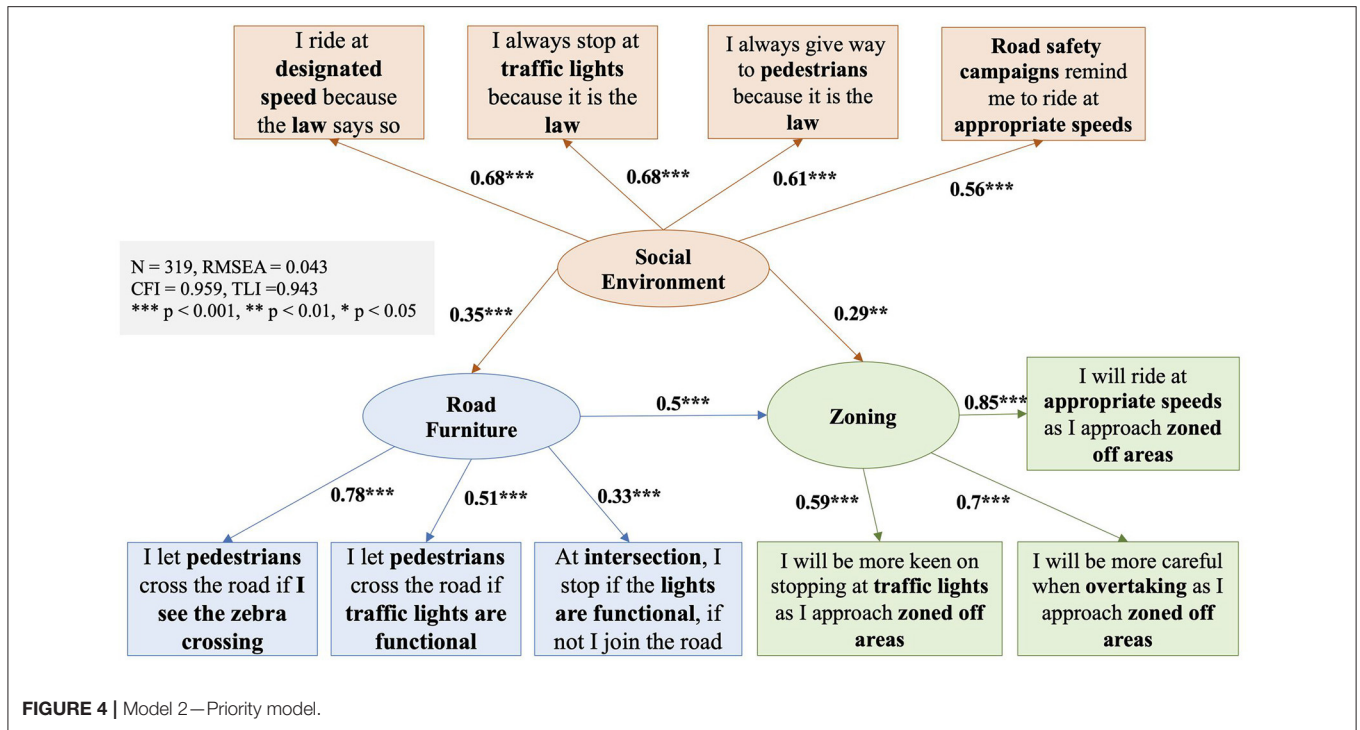 I ride at
designated
speed because
the law says so
I always stop at
traffic lights
because it is the
law
I always give way
to pedestrians
because it is the
law
Road safety
campaigns remind
me to ride at
appropriate speeds
0.68***
0.68***
0.61***
0.56***
Social
Environment
N = 319, RMSEA = 0.043
CFI = 0.959, TLI =0.943
*** p < 0.001, ** p < 0.01, * p < 0.05
0.35***
0.29**
Road
Furniture
0.5***
Zoning
0.85***
I will ride at
appropriate speeds
as I approach zoned
off areas
0.78***
0.51***
0.33***
0.59***
0.7***
I let pedestrians
cross the road if I
see the zebra
crossing
I let pedestrians
cross the road if
traffic lights are
functional
At intersection, I
stop if the lights
are functional, if
not I join the road
I will be more keen on
stopping at traffic lights
as I approach zoned off
areas
I will be more careful
when overtaking as I
approach zoned off
areas
FIGURE 4 | Model 2—Priority model.